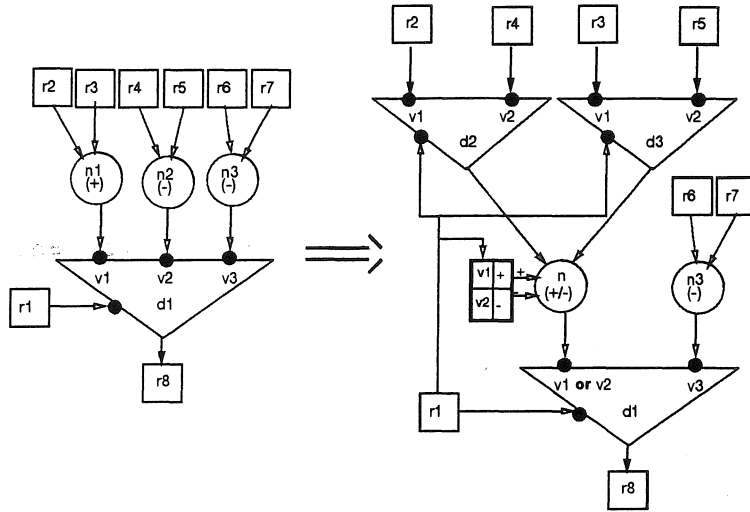 r2 r4 r3 r5
r2 r3 r4 r5 r6 r7
v1 v2 v1 v2
d2 d3
n1 n2 n3
(+) (-) (-)
r6 r7
v1 v2 v3
d1
r1
r8
v1 + +
v2 - -
n
(+/-)
n3
(-)
v1 or v2 v3
d1
r1
r8